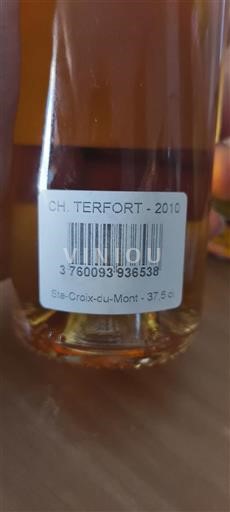 CH. TERFORT - 2010
VINIOU
3 760093 936538
Ste-Croix-du-Mont - 37,5 cl